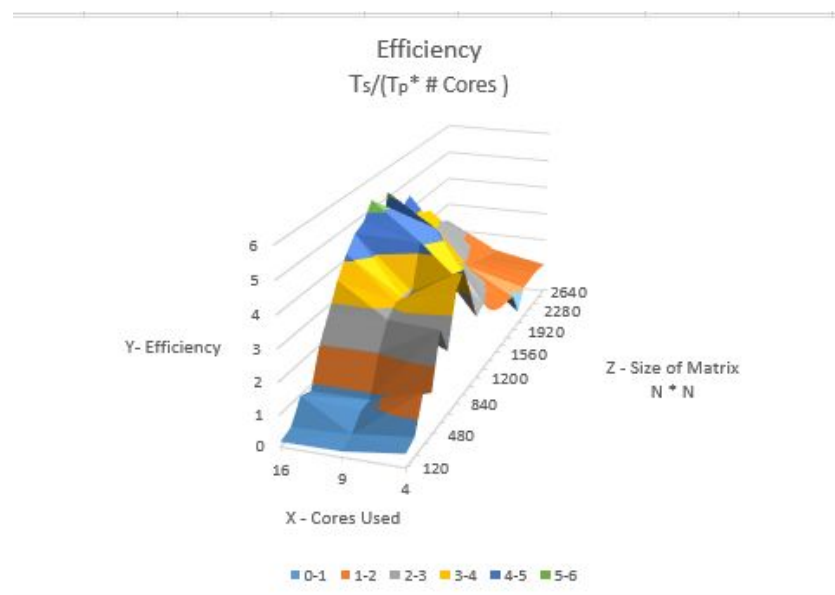 Efficiency
Ts/(Tp* # Cores )
6
5
4
3
2
1
0
Y- Efficiency
16
9
4
X - Cores Used
2640
2280
1920
1560
1200
840
480
120
Z - Size of Matrix
N * N
0-1 1-2 2-3 3-4 4-5 5-6